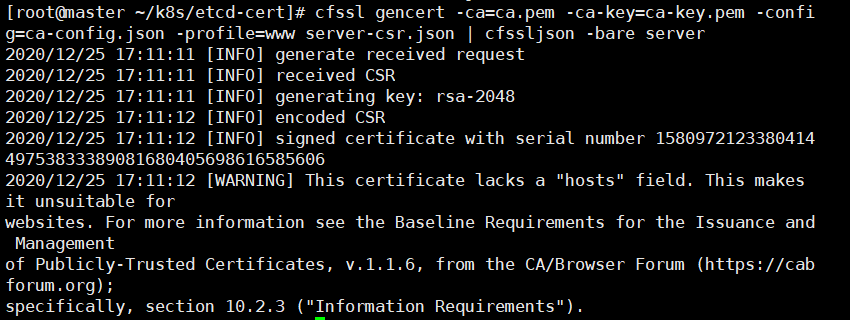 [root@master ~/k8s/etcd-cert]# cfssl gencert -ca=ca.pem -ca-key=ca-key.pem -confi
g=ca-config.json -profile=www server-csr.json | cfssljson -bare server
2020/12/25 17:11:11 [INFO] generate received request
2020/12/25 17:11:11 [INFO] received CSR
2020/12/25 17:11:11 [INFO] generating key: rsa-2048
2020/12/25 17:11:12 [INFO] encoded CSR
2020/12/25 17:11:12 [INFO] signed certificate with serial number 1580972123380414
49753833389081680405698616585606
2020/12/25 17:11:12 [WARNING] This certificate lacks a "hosts" field. This makes
it unsuitable for
websites. For more information see the Baseline Requirements for the Issuance and
 Management
of Publicly-Trusted Certificates, v.1.1.6, from the CA/Browser Forum (https://cab
forum.org);
specifically, section 10.2.3 ("Information Requirements").